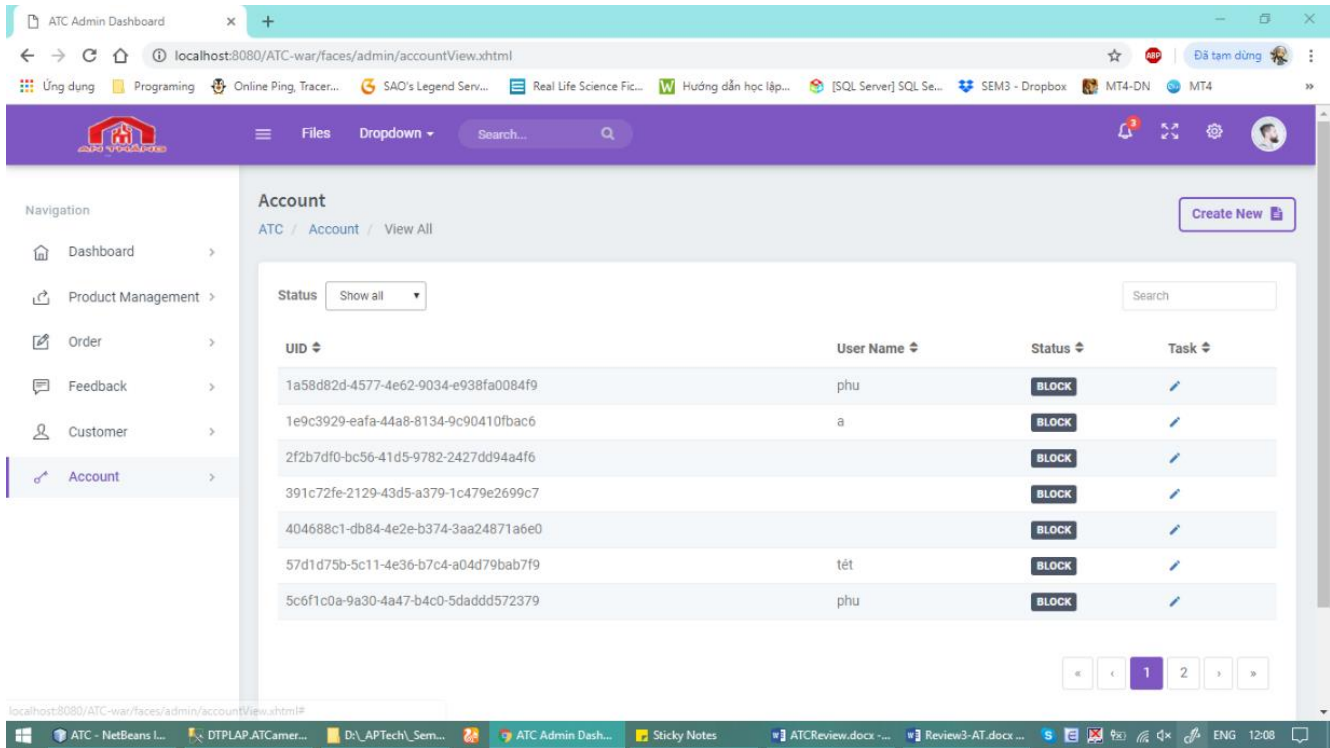 ATC Admin Dashboard
localhost:8080/ATC-war/faces/admin/accountView.xhtml
ABP
Đã tạm dừng
Ứng dụng
Programing
Online Ping, Tracer...
SAO's Legend Serv...
Real Life Science Fic...
Hướng dẫn học lập...
[SQL Server] SQL Se...
SEM3 - Dropbox
MT4-DN
MT4
AN THẮNG
Files
Dropdown
Search...
3
Navigation
Dashboard
Product Management
Order
Feedback
Customer
Account
Account
ATC / Account / View All
Create New
Status Show all
Search
UID User Name Status Task
1a58d82d-4577-4e62-9034-e938fa0084f9 phu BLOCK
1e9c3929-eafa-44a8-8134-9c90410fbac6 a BLOCK
2f2b7df0-bc56-41d5-9782-2427dd94a4f6 BLOCK
391c72fe-2129-43d5-a379-1c479e2699c7 BLOCK
404688c1-db84-4e2e-b374-3aa24871a6e0 BLOCK
57d1d75b-5c11-4e36-b7c4-a04d79bab7f9 tét BLOCK
5c6f1c0a-9a30-4a47-b4c0-5daddd572379 phu BLOCK
« ‹ 1 2 › »
localhost:8080/ATC-war/faces/admin/accountView.xhtml#
ATC - NetBeans I...
DTPLAP.ATCamer...
D:\_APTech\_Sem...
ATC Admin Dash...
Sticky Notes
ATCReview.docx -...
Review3-AT.docx ...
ENG
12:08